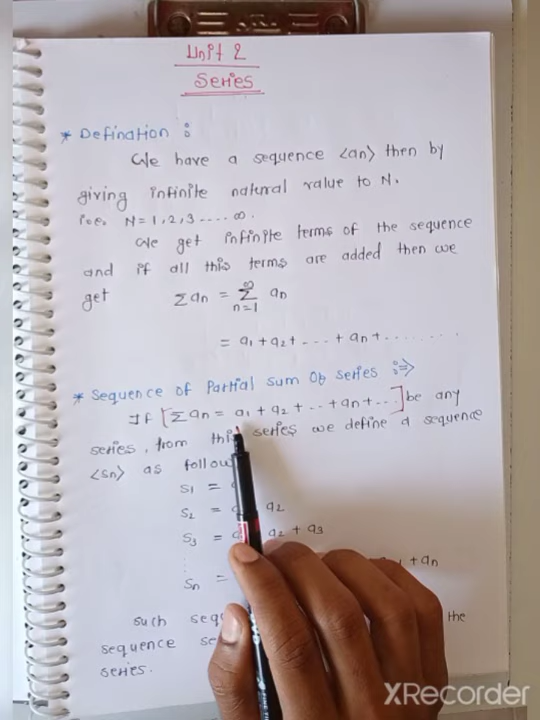 Unit 2
Series
* Defination :
We have a sequence <an> then by
giving infinite natural value to N.
i.e. N = 1, 2, 3 ---- ∞.
We get infinite terms of the sequence
and if all this terms are added then we
get Σan = ∞Σn=1 an
= a1 + a2 + --- + an + ........
* Sequence of Partial sum Of series :=>
If [Σan = a1 + a2 + -- + an + --] be any
series, from this series we define a sequence
<sn> as
S1 =
S2 = a2
S3 = a2 + a3
:
Sn = + an
such the
sequence
series.
XRecorder